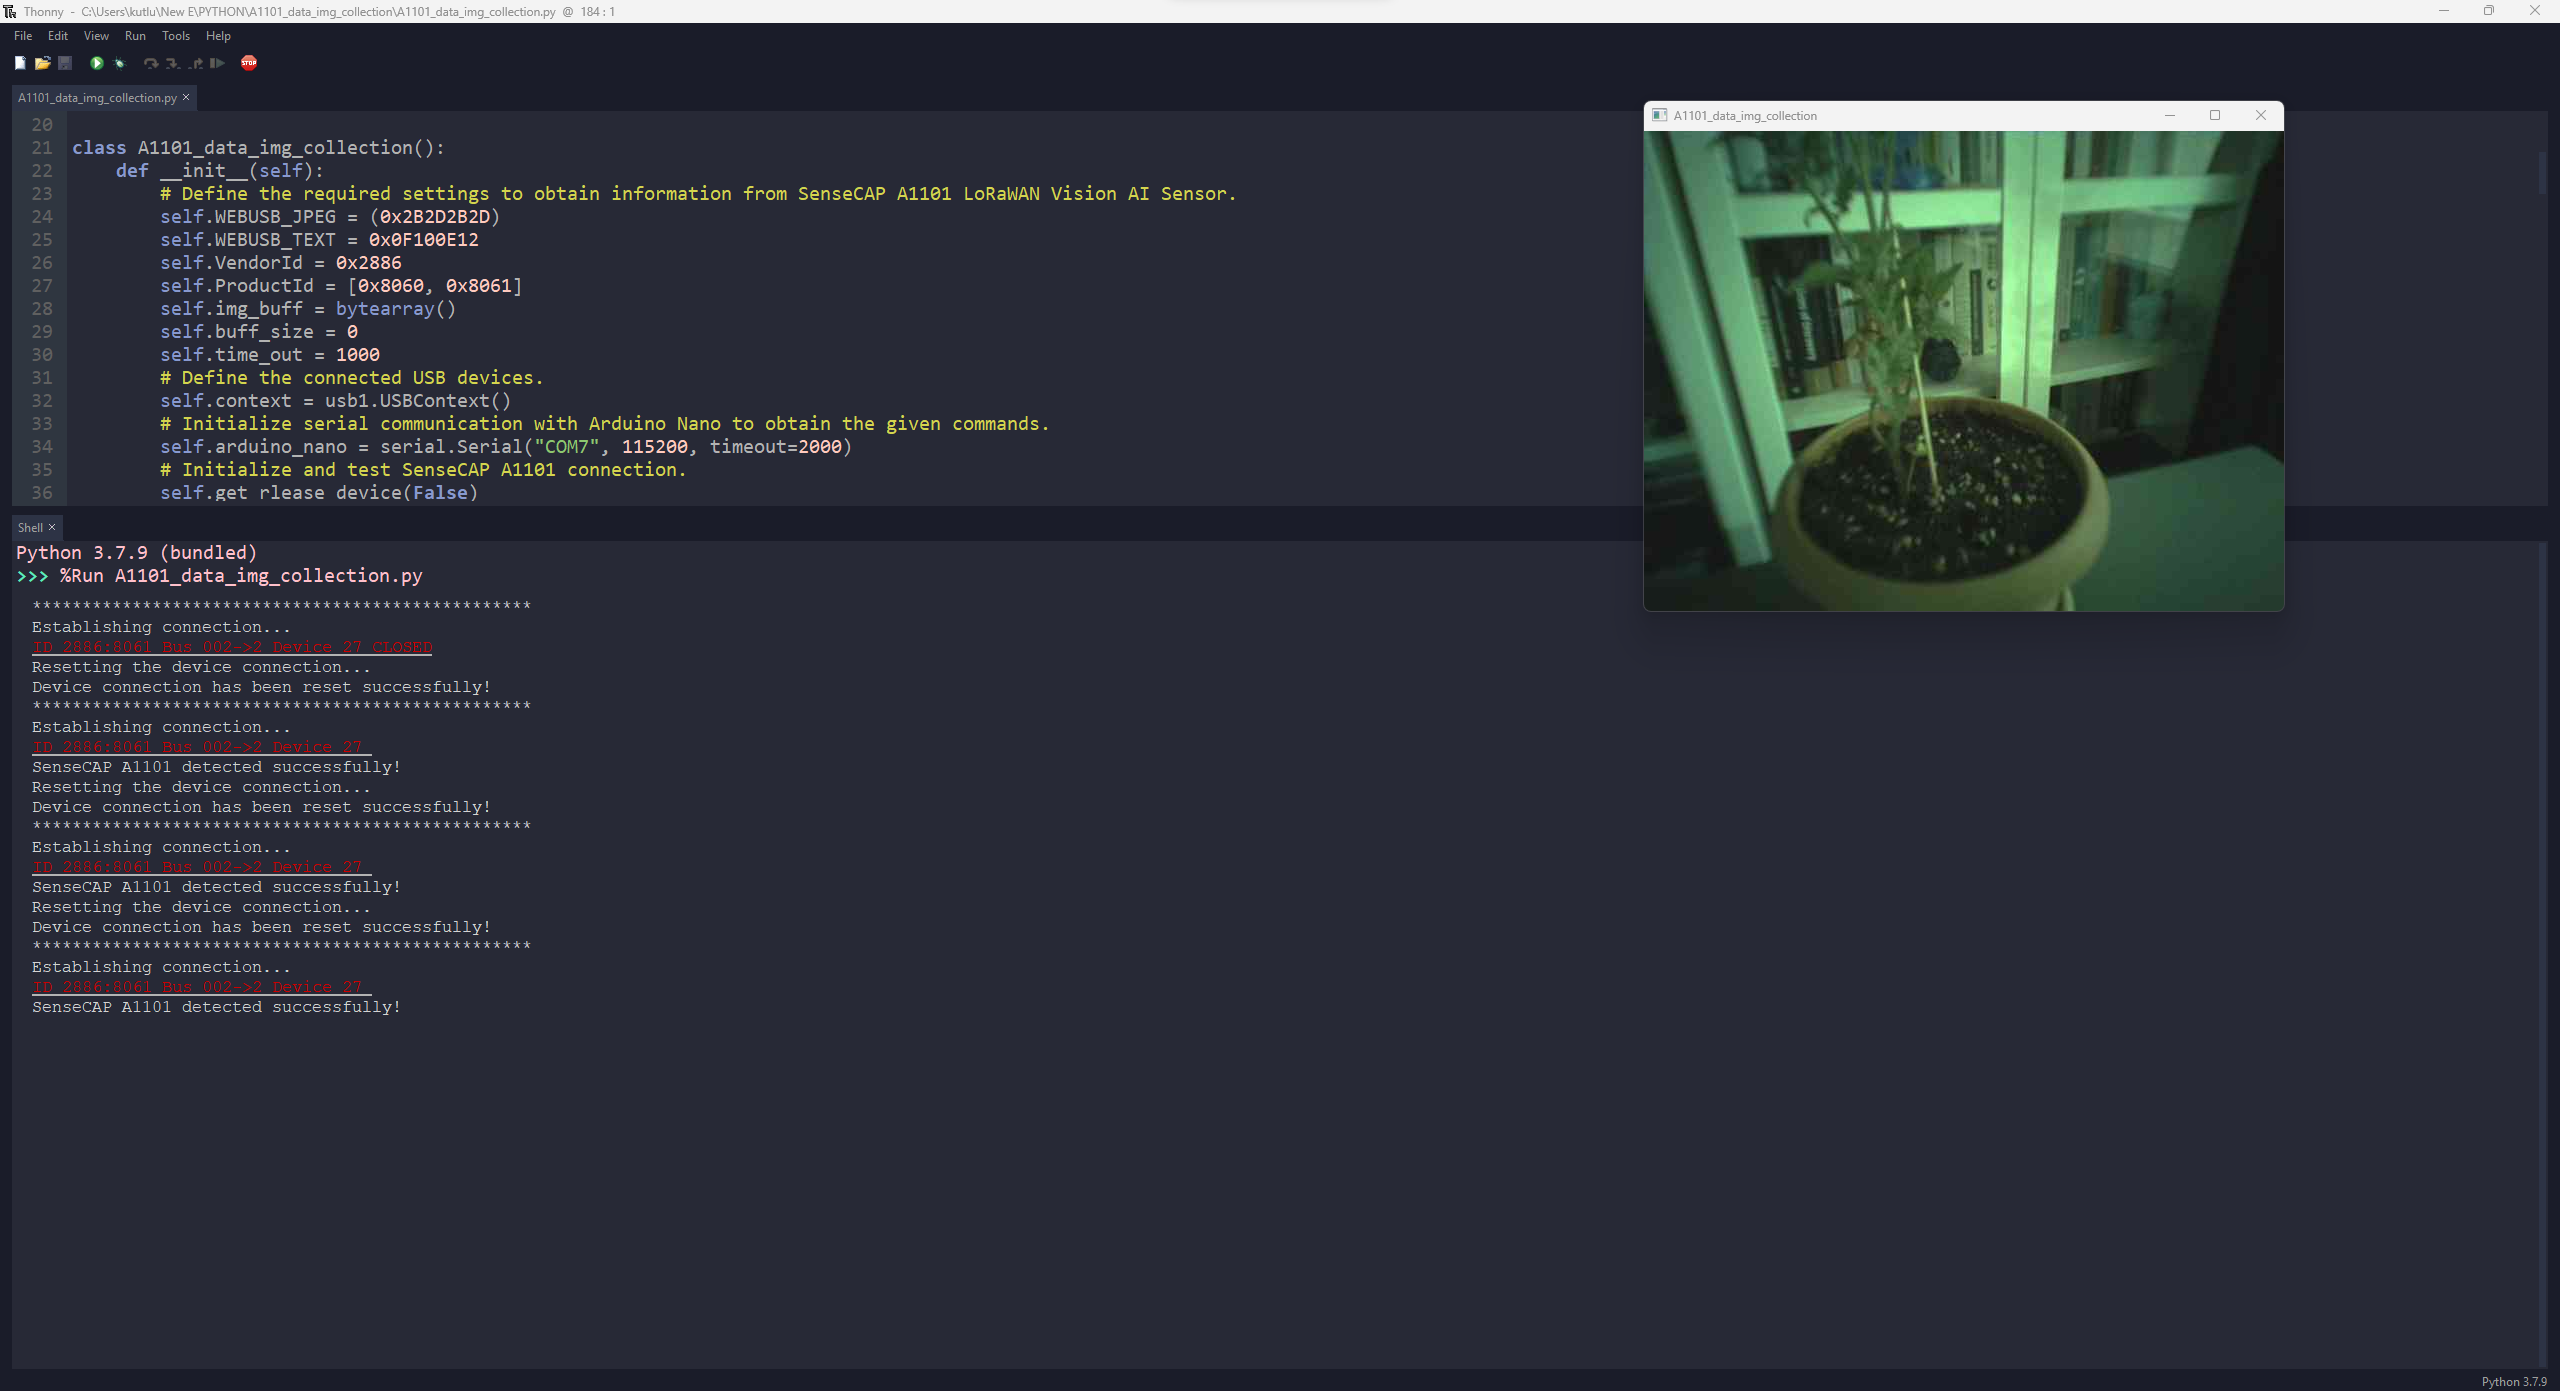 Thonny - C:\Users\kutlu\New E\PYTHON\A1101_data_img_collection\A1101_data_img_collection.py @ 184 : 1
File Edit View Run Tools Help
STOP
A1101_data_img_collection.py ×
20
21 class A1101_data_img_collection():
22 def __init__(self):
23 # Define the required settings to obtain information from SenseCAP A1101 LoRaWAN Vision AI Sensor.
24 self.WEBUSB_JPEG = (0x2B2D2B2D)
25 self.WEBUSB_TEXT = 0x0F100E12
26 self.VendorId = 0x2886
27 self.ProductId = [0x8060, 0x8061]
28 self.img_buff = bytearray()
29 self.buff_size = 0
30 self.time_out = 1000
31 # Define the connected USB devices.
32 self.context = usb1.USBContext()
33 # Initialize serial communication with Arduino Nano to obtain the given commands.
34 self.arduino_nano = serial.Serial("COM7", 115200, timeout=2000)
35 # Initialize and test SenseCAP A1101 connection.
36 self.get_rlease_device(False)
A1101_data_img_collection
Shell ×
Python 3.7.9 (bundled)
>>> %Run A1101_data_img_collection.py
**************************************************
Establishing connection...
ID 2886:8061 Bus 002->2 Device 27 CLOSED
Resetting the device connection...
Device connection has been reset successfully!
**************************************************
Establishing connection...
ID 2886:8061 Bus 002->2 Device 27
SenseCAP A1101 detected successfully!
Resetting the device connection...
Device connection has been reset successfully!
**************************************************
Establishing connection...
ID 2886:8061 Bus 002->2 Device 27
SenseCAP A1101 detected successfully!
Resetting the device connection...
Device connection has been reset successfully!
**************************************************
Establishing connection...
ID 2886:8061 Bus 002->2 Device 27
SenseCAP A1101 detected successfully!
Python 3.7.9